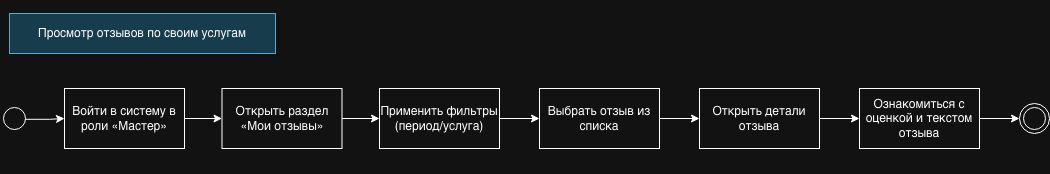 Просмотр отзывов по своим услугам
Войти в систему в
роли «Мастер»
Открыть раздел
«Мои отзывы»
Применить фильтры
(период/услуга)
Выбрать отзыв из
списка
Открыть детали
отзыва
Ознакомиться с
оценкой и текстом
отзыва